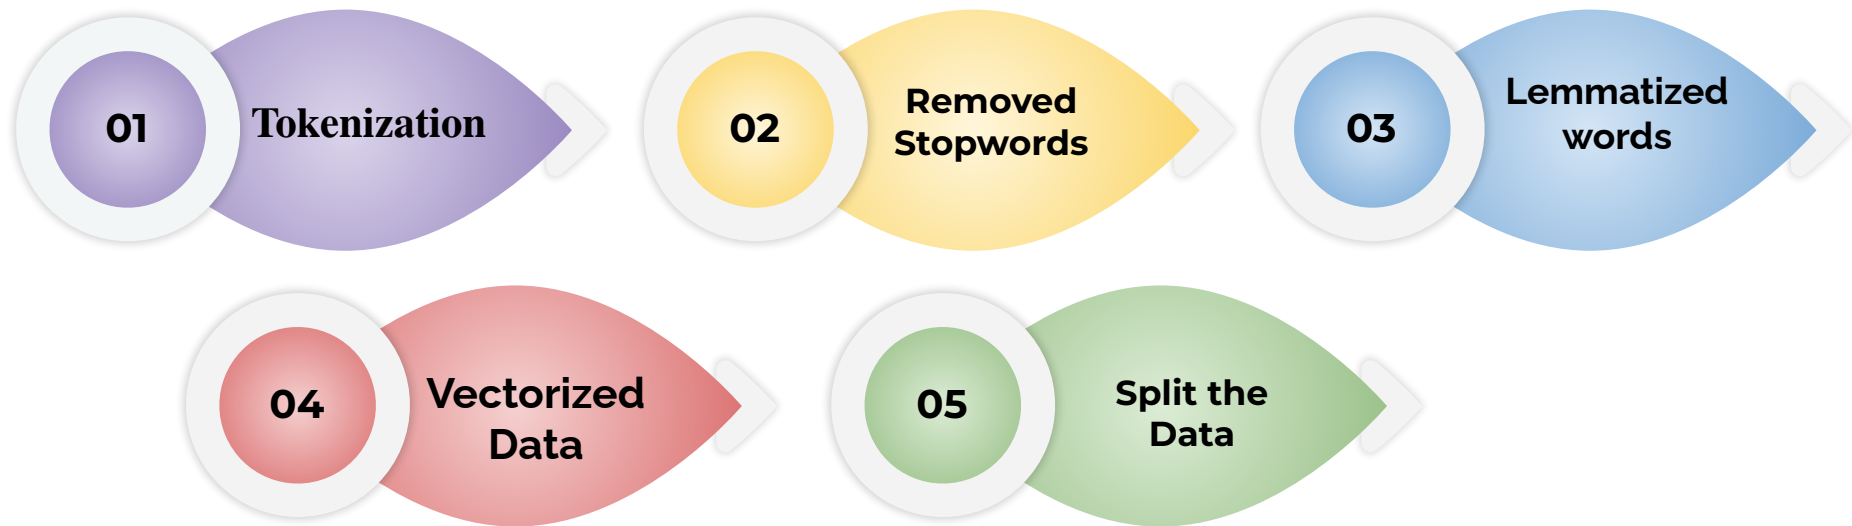 01
Tokenization
02
Removed
Stopwords
03
Lemmatized
words
04
Vectorized
Data
05
Split the
Data